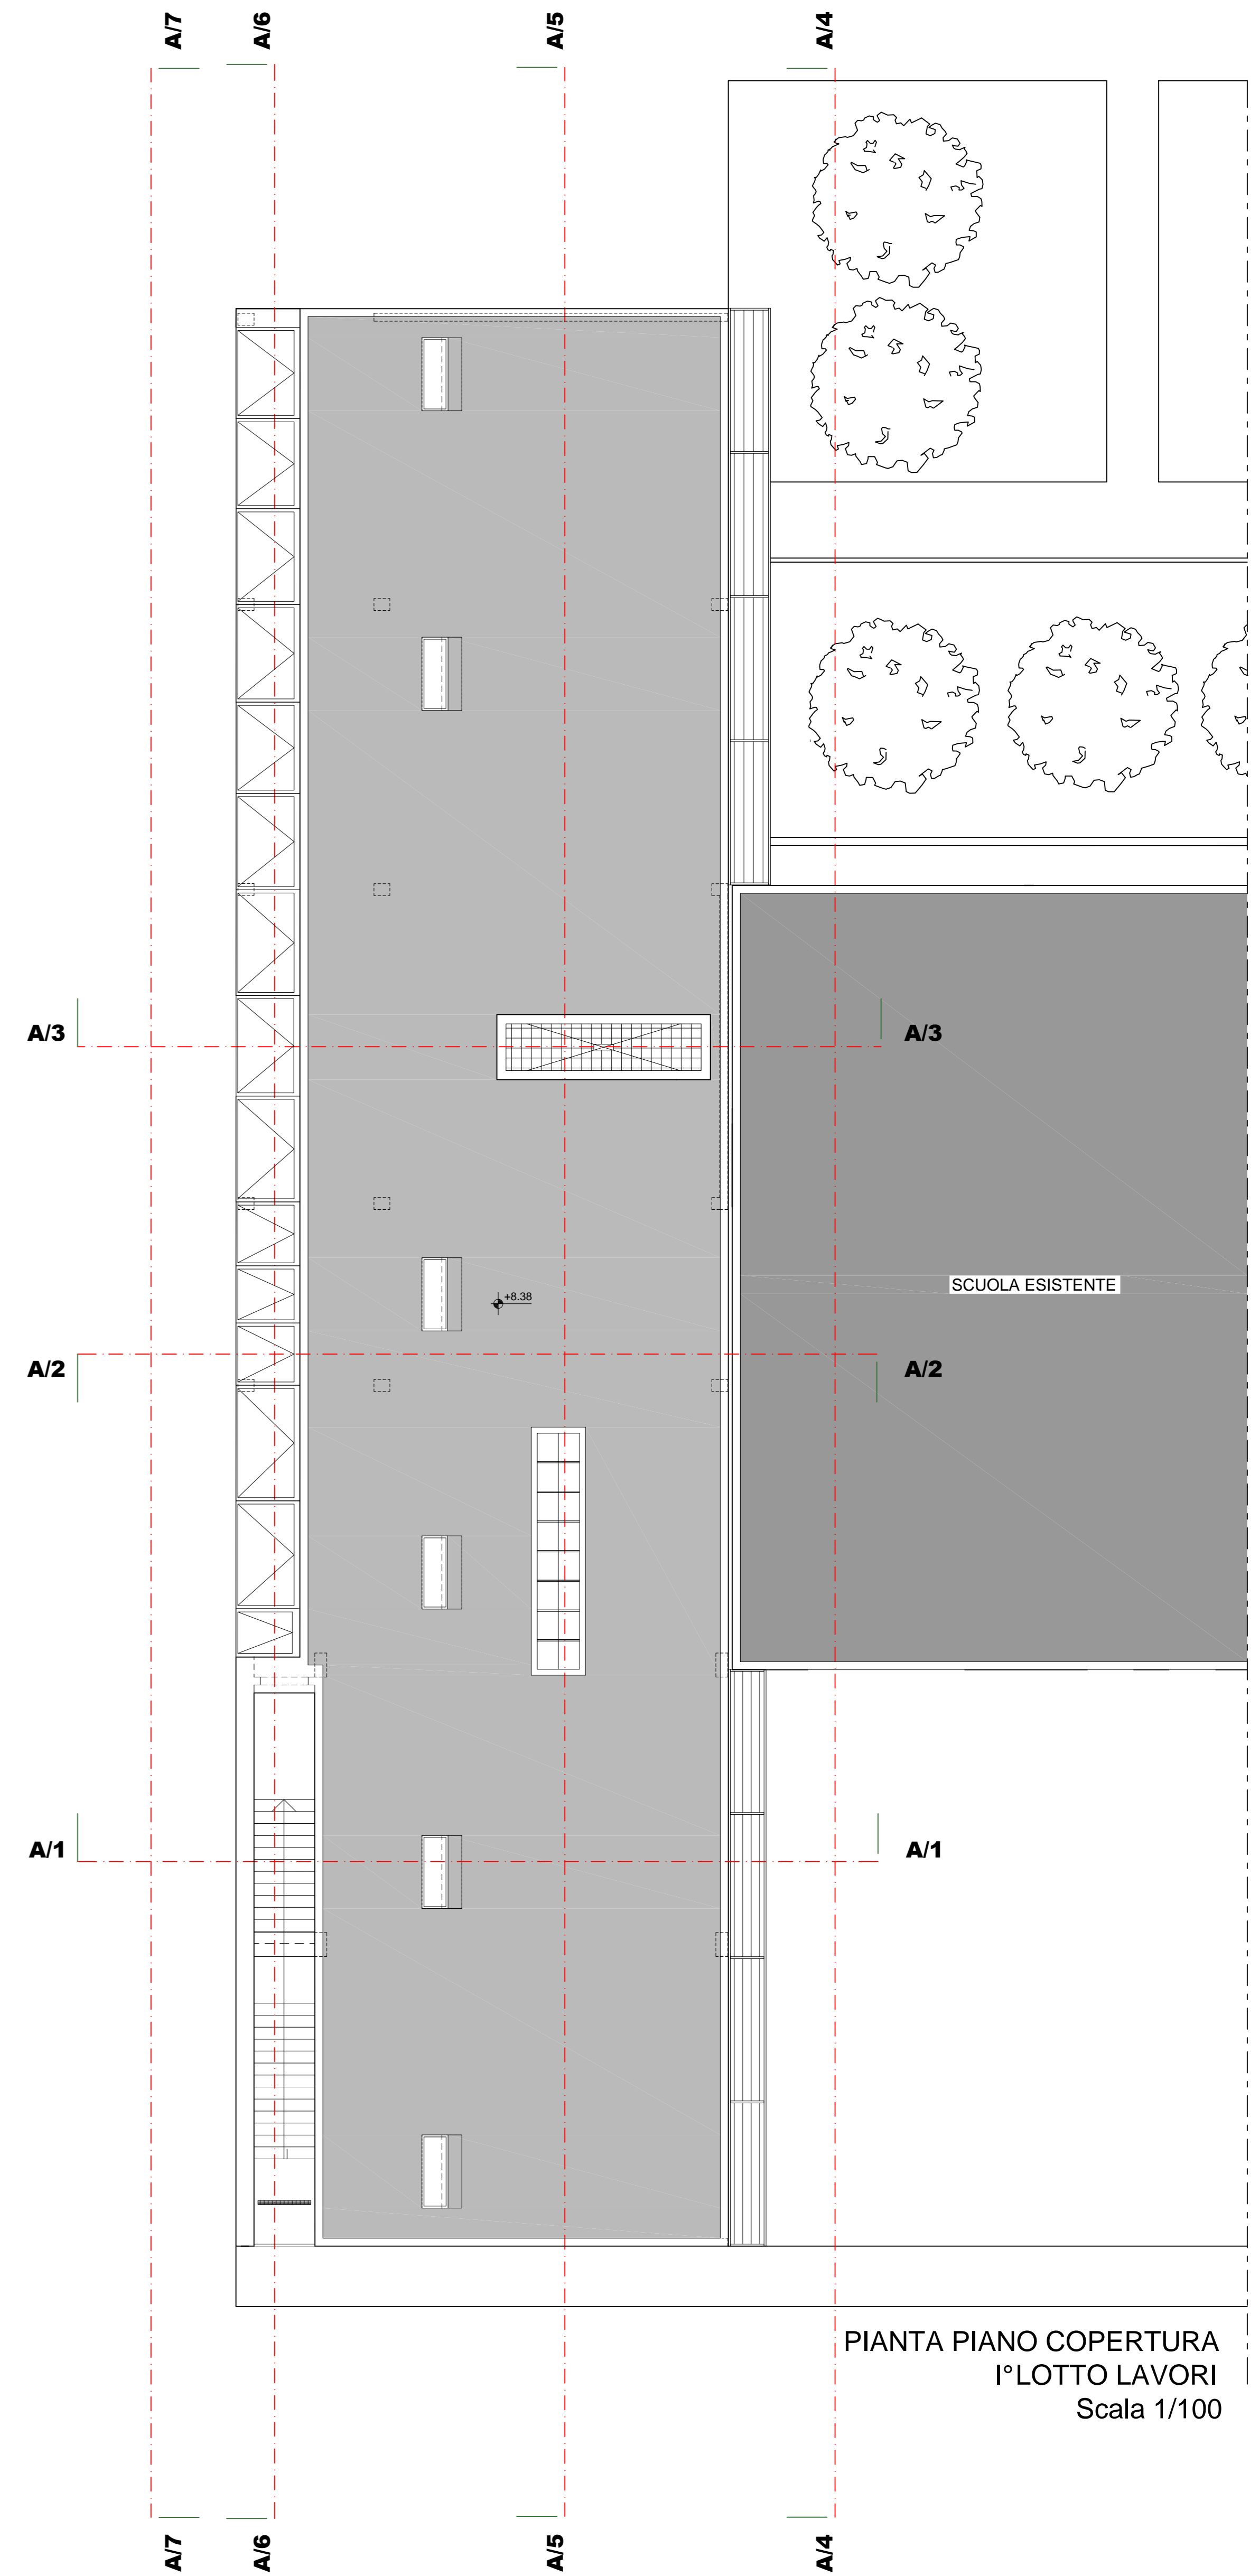 A/7
A/6
A/5
A/4
A/3
A/3
SCUOLA ESISTENTE
+8.38
A/2
A/2
A/1
A/1
PIANTA PIANO COPERTURA
I°LOTTO LAVORI
Scala 1/100
A/7
A/6
A/5
A/4